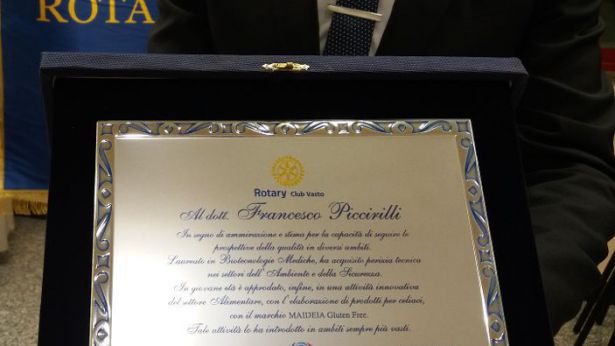 ROTA
Rotary Club Vasto
Al dott. Francesco Piccirilli
In segno di ammirazione e stima per la capacità di seguire le
prospettive della qualità in diversi ambiti.
Laureato in Biotecnologie Mediche, ha acquisito perizia tecnica
nei settori dell'Ambiente e della Sicurezza.
In giovane età è approdato, infine, in una attività innovativa
del settore Alimentare, con l'elaborazione di prodotti per celiaci,
con il marchio MAIDEIA Gluten Free.
Tale attività lo ha introdotto in ambiti sempre più vasti.